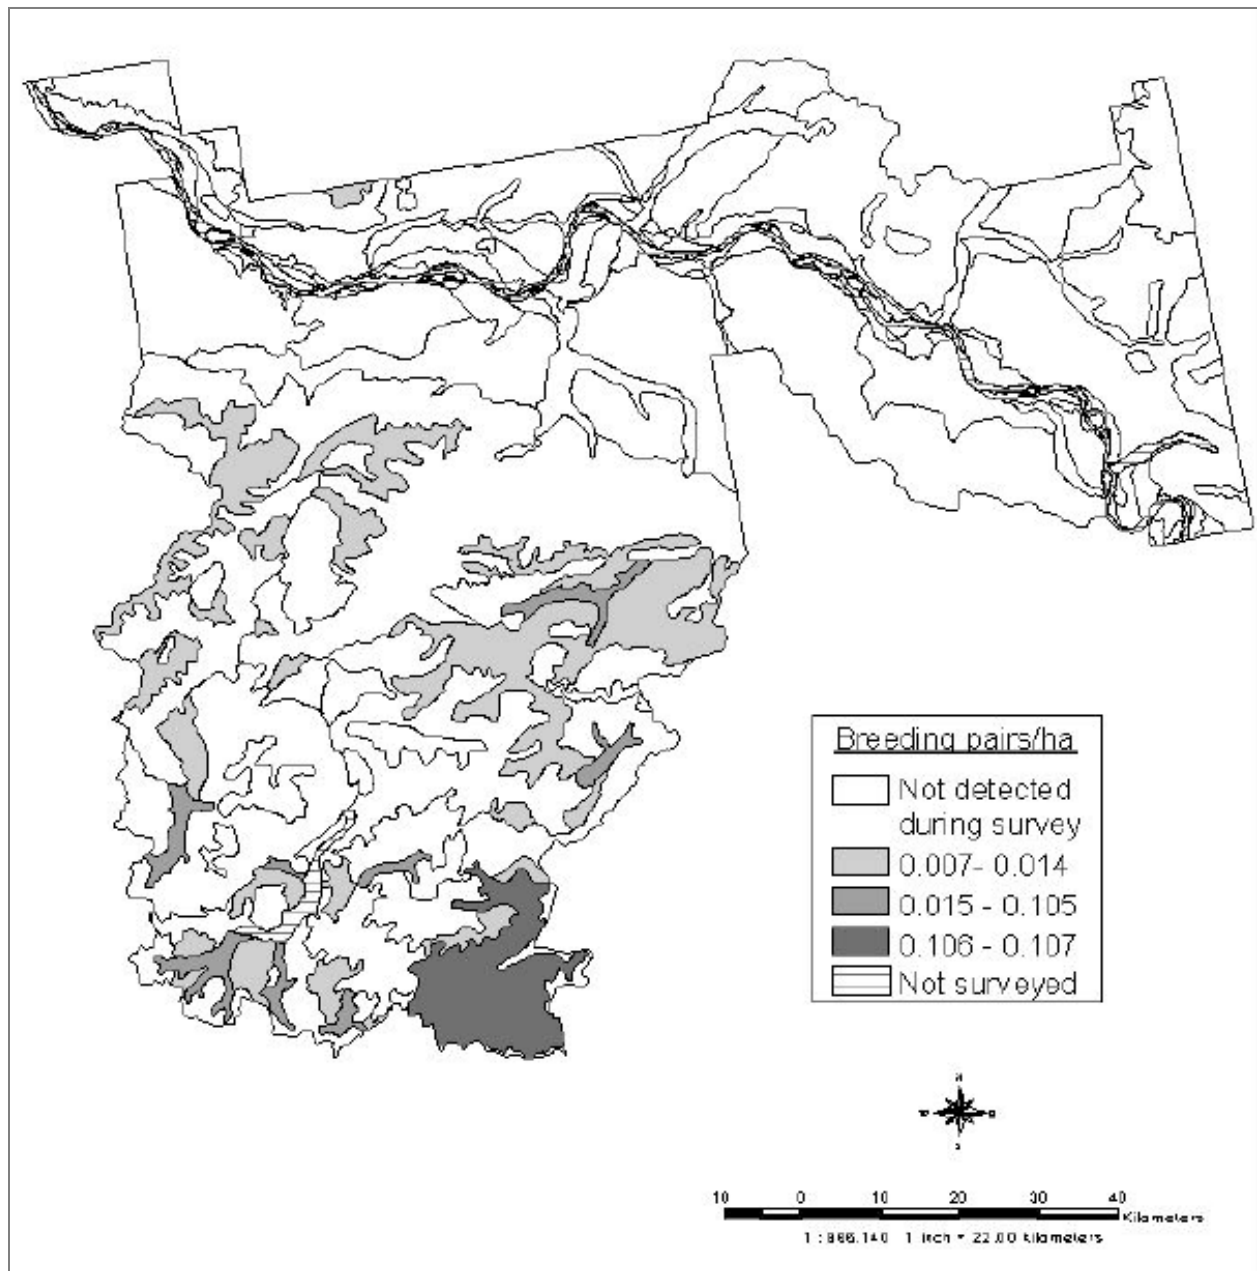 Breeding pairs/ha
Not detected
during survey
0.007- 0.014
0.015 - 0.105
0.106 - 0.107
Not surveyed
10 0 10 20 30 40
Kilometers
1 inch = 22.00 kilometers